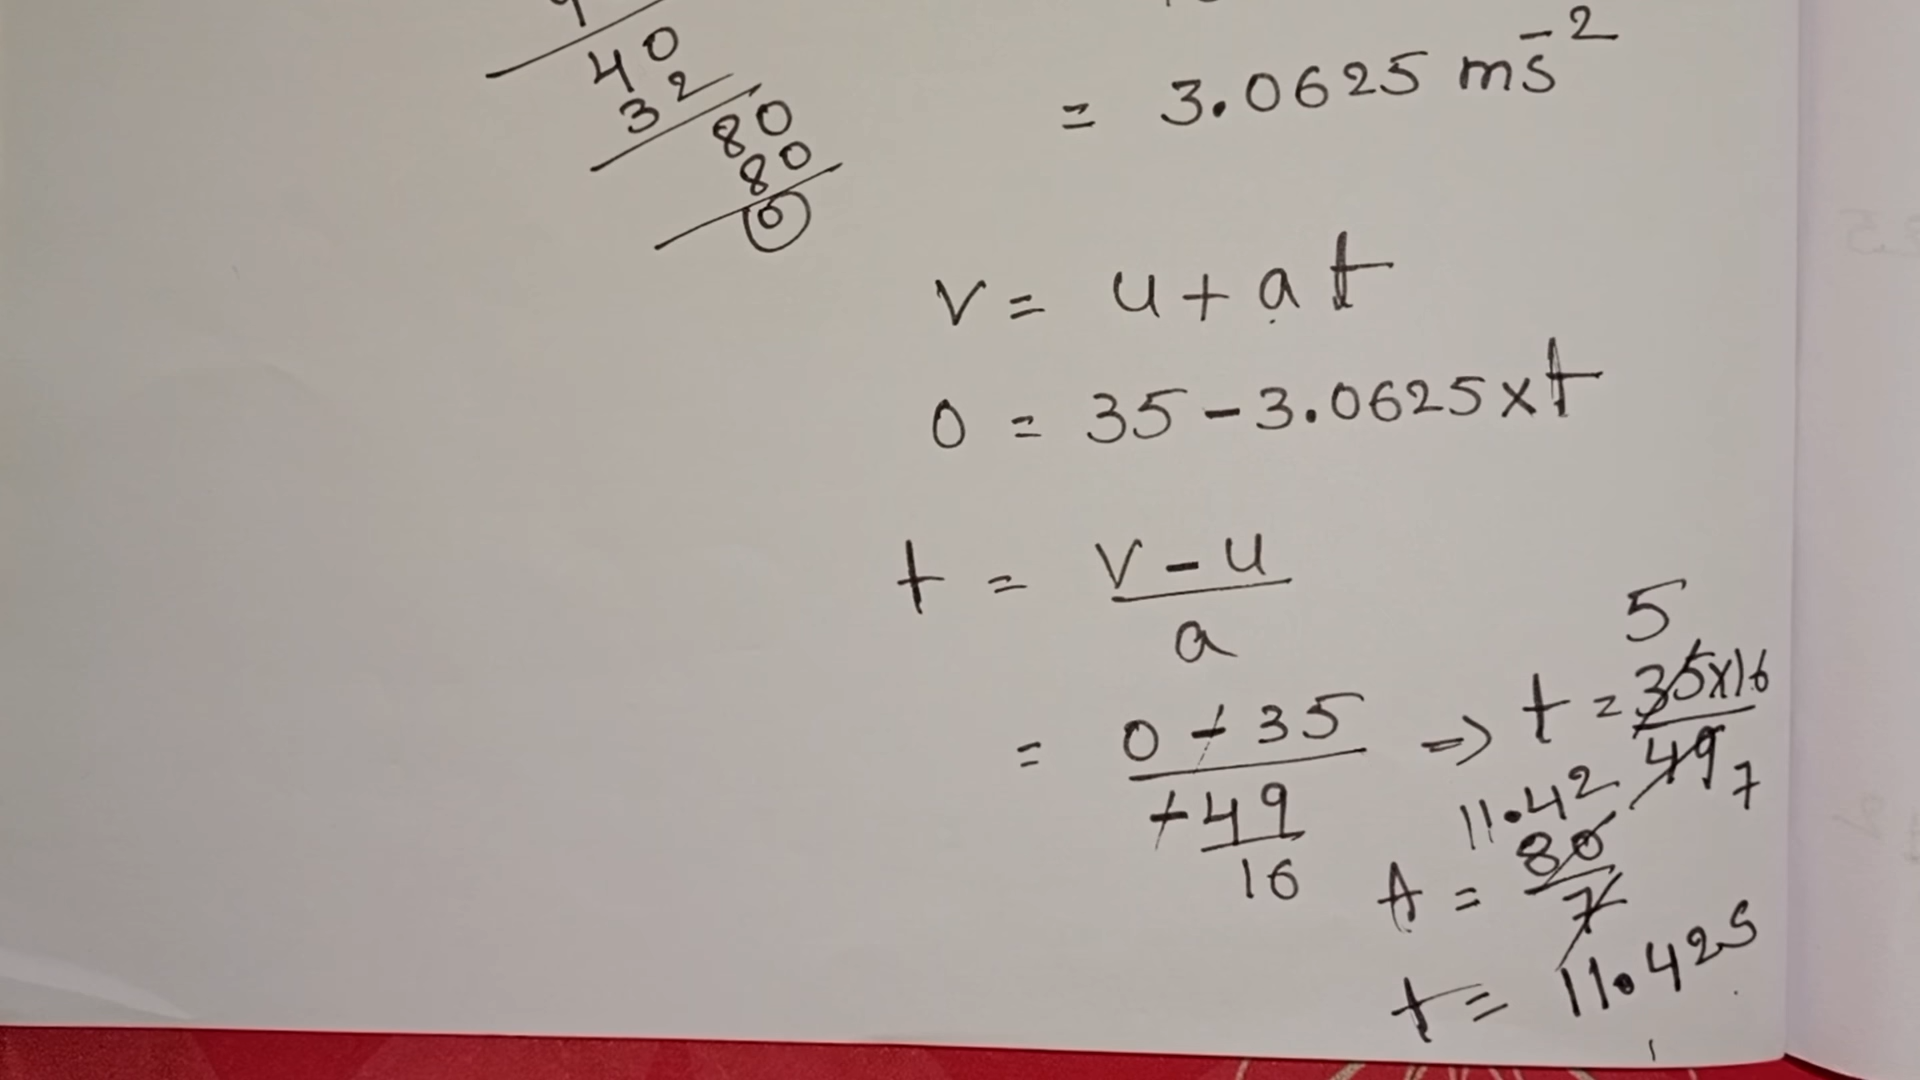 40
32
80
80
0
= 3.0625 ms⁻²
v = u + at
0 = 35 - 3.0625 × t
t = v - u / a
= 0 + 35 / + 49/16 => t = 35×16 / 49
5
7
11.42
t = 80/7
t = 11.42s